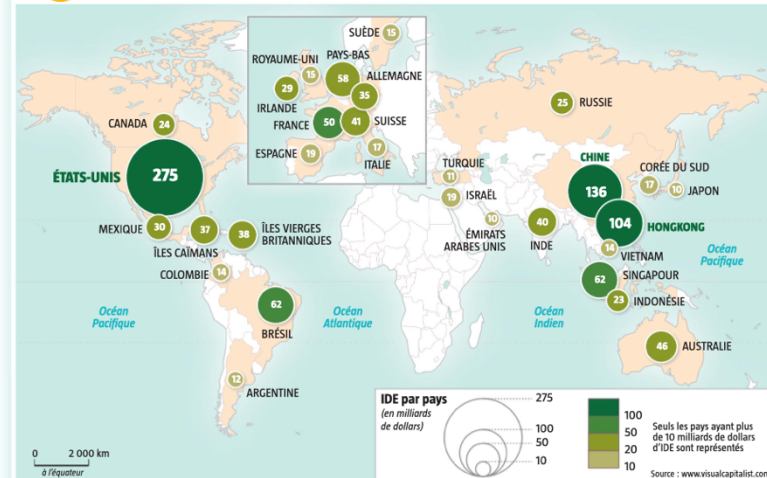 SUÈDE 15
ROYAUME-UNI 15
PAYS-BAS 58
ALLEMAGNE 35
29 IRLANDE
FRANCE 50
41 SUISSE
ESPAGNE 19
17 ITALIE
CANADA 24
ÉTATS-UNIS 275
MEXIQUE 30
37 ÎLES CAÏMANS
38 ÎLES VIERGES
BRITANNIQUES
COLOMBIE 14
62 BRÉSIL
12 ARGENTINE
25 RUSSIE
TURQUIE 11
19 ISRAËL
10 ÉMIRATS
ARABES UNIS
40 INDE
CHINE 136
104 HONGKONG
CORÉE DU SUD 17
10 JAPON
14 VIETNAM
62 SINGAPOUR
23 INDONÉSIE
46 AUSTRALIE
Océan
Pacifique
Océan
Atlantique
Océan
Indien
Océan
Pacifique
0 2 000 km
à l'équateur
IDE par pays
(en milliards
de dollars)
275
100
50
10
100
50
20
10
Seuls les pays ayant plus
de 10 milliards de dollars
d'IDE sont représentés
Source : www.visualcapitalist.com